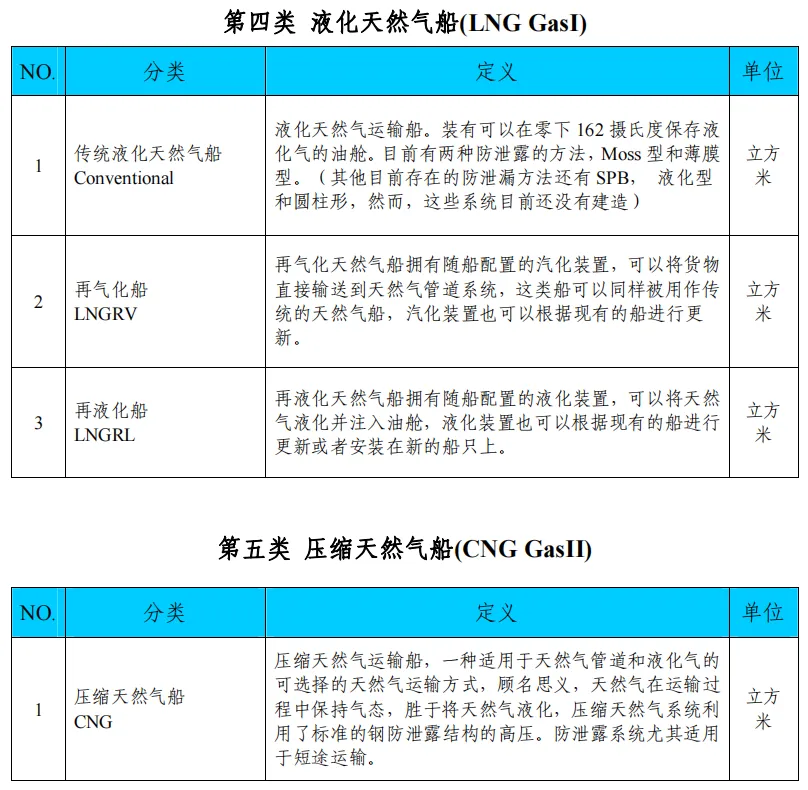 第四类 液化天然气船(LNG GasI)
NO. 分类 定义 单位
1
传统液化天然气船
Conventional
液化天然气运输船。装有可以在零下 162 摄氏度保存液
化气的油舱。目前有两种防泄露的方法，Moss 型和薄膜
型。（其他目前存在的防泄漏方法还有 SPB， 液化型
和圆柱形，然而，这些系统目前还没有建造）
立方
米
2
再气化船
LNGRV
再气化天然气船拥有随船配置的汽化装置，可以将货物
直接输送到天然气管道系统，这类船可以同样被用作传
统的天然气船，汽化装置也可以根据现有的船进行更
新。
立方
米
3
再液化船
LNGRL
再液化天然气船拥有随船配置的液化装置，可以将天然
气液化并注入油舱，液化装置也可以根据现有的船进行
更新或者安装在新的船只上。
立方
米
第五类 压缩天然气船(CNG GasII)
NO. 分类 定义 单位
1
压缩天然气船
CNG
压缩天然气运输船，一种适用于天然气管道和液化气的
可选择的天然气运输方式，顾名思义，天然气在运输过
程中保持气态，胜于将天然气液化，压缩天然气系统利
用了标准的钢防泄露结构的高压。防泄露系统尤其适用
于短途运输。
立方
米